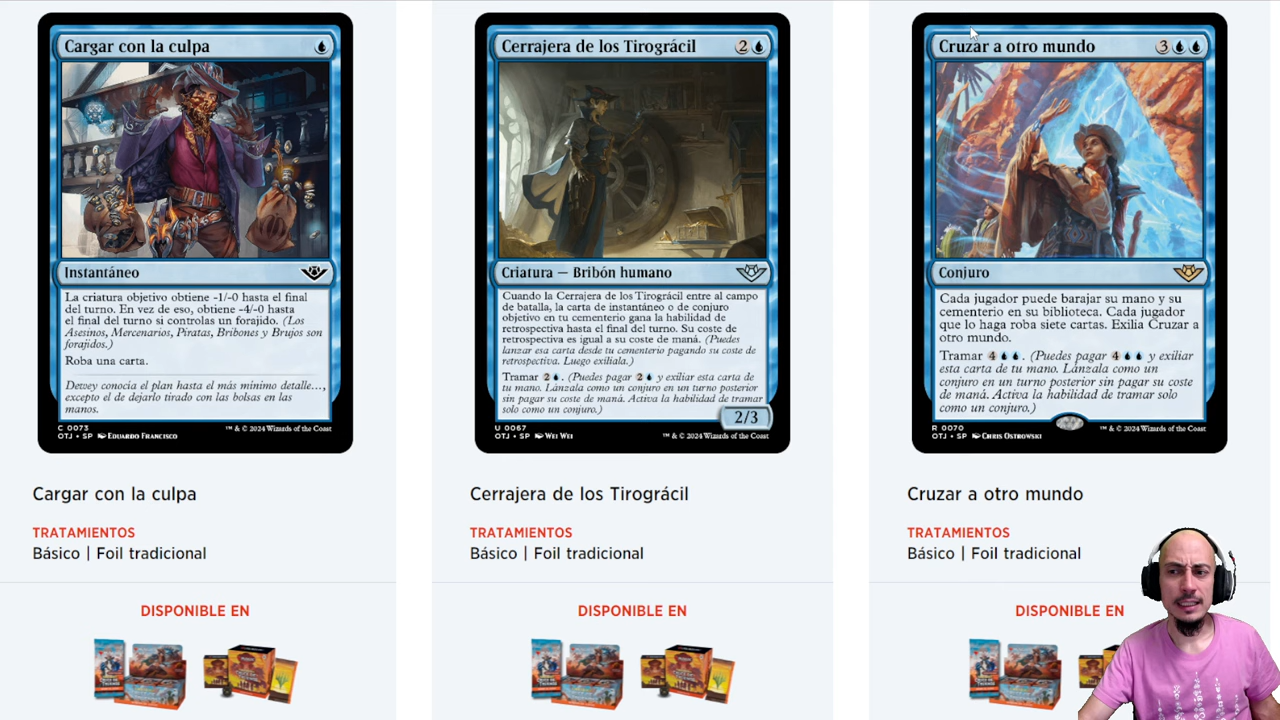 Cargar con la culpa
Instantáneo
La criatura objetivo obtiene -1/-0 hasta el final
del turno. En vez de eso, obtiene -4/-0 hasta
el final del turno si controlas un forajido. (Los
Asesinos, Mercenarios, Piratas, Bribones y Brujos son
forajidos.)
Roba una carta.
Dewey conocía el plan hasta el más mínimo detalle...,
excepto el de dejarlo tirado con las bolsas en las
manos.
C 0073
OTJ • SP Eduardo Francisco
™ & © 2024 Wizards of the Coast
Cerrajera de los Tirográcil 2
Criatura — Bribón humano
Cuando la Cerrajera de los Tirográcil entre al campo
de batalla, la carta de instantáneo o de conjuro
objetivo en tu cementerio gana la habilidad de
retrospectiva hasta el final del turno. Su coste de
retrospectiva es igual a su coste de maná. (Puedes
lanzar esa carta desde tu cementerio pagando su coste de
retrospectiva. Luego exíliala.)
Tramar 2. (Puedes pagar 2 y exiliar esta carta de
tu mano. Lánzala como un conjuro en un turno posterior
sin pagar su coste de maná. Activa la habilidad de tramar
solo como un conjuro.)
2/3
U 0067
OTJ • SP Wei Wei
™ & © 2024 Wizards of the Coast
Cruzar a otro mundo 3
Conjuro
Cada jugador puede barajar su mano y su
cementerio en su biblioteca. Cada jugador
que lo haga roba siete cartas. Exilia Cruzar a
otro mundo.
Tramar 4. (Puedes pagar 4 y exiliar
esta carta de tu mano. Lánzala como un
conjuro en un turno posterior sin pagar su coste
de maná. Activa la habilidad de tramar solo
como un conjuro.)
R 0070
OTJ • SP Chris Ostrowski
™ & © 2024 Wizards of the Coast
Cargar con la culpa
TRATAMIENTOS
Básico | Foil tradicional
DISPONIBLE EN
Cerrajera de los Tirográcil
TRATAMIENTOS
Básico | Foil tradicional
DISPONIBLE EN
Cruzar a otro mundo
TRATAMIENTOS
Básico | Foil tradicional
DISPONIBLE EN